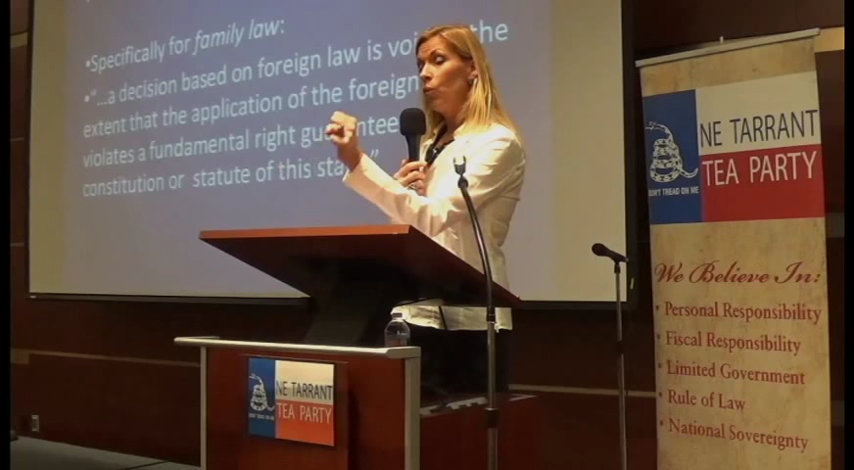 •Specifically for family law:
•"...a decision based on foreign law is the
extent that the application of the foreign
violates a fundamental right
constitution or statute of this "
NE TARRANT
TEA PARTY
DON'T TREAD ON ME
We Believe In:
• Personal Responsibility
• Fiscal Responsibility
• Limited Government
• Rule of Law
• National Sovereignty
NE TARRANT
TEA PARTY